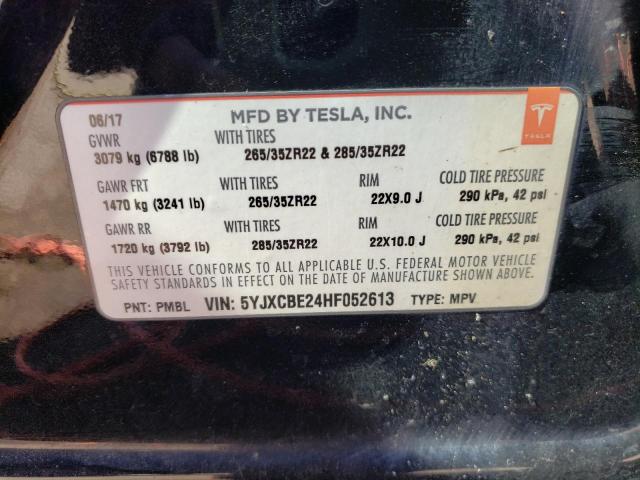 06/17 MFD BY TESLA, INC.
TESLA
GVWR WITH TIRES
3079 kg (6788 lb) 265/35ZR22 & 285/35ZR22
GAWR FRT WITH TIRES RIM COLD TIRE PRESSURE
1470 kg (3241 lb) 265/35ZR22 22X9.0 J 290 kPa, 42 psi
GAWR RR WITH TIRES RIM COLD TIRE PRESSURE
1720 kg (3792 lb) 285/35ZR22 22X10.0 J 290 kPa, 42 psi
THIS VEHICLE CONFORMS TO ALL APPLICABLE U.S. FEDERAL MOTOR VEHICLE
SAFETY STANDARDS IN EFFECT ON THE DATE OF MANUFACTURE SHOWN ABOVE.
PNT: PMBL VIN: 5YJXCBE24HF052613 TYPE: MPV